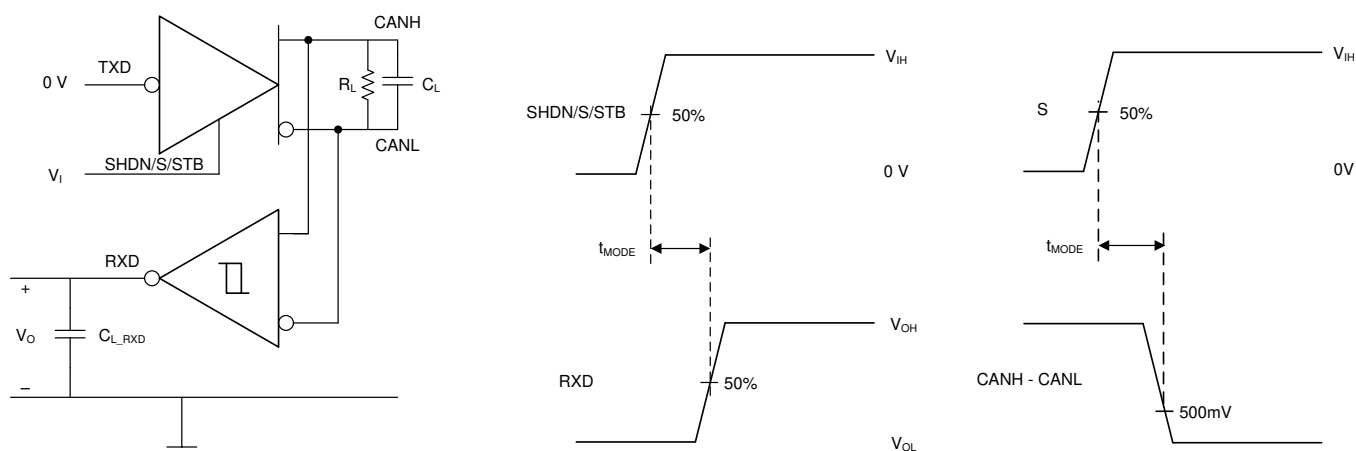 CANH
TXD
0 V
R_L
C_L
CANL
SHDN/S/STB
V_I
RXD
+
V_O
C_L_RXD
–
V_IH
SHDN/S/STB
50%
0 V
t_MODE
V_OH
RXD
50%
V_OL
V_IH
S
50%
0V
t_MODE
CANH - CANL
500mV